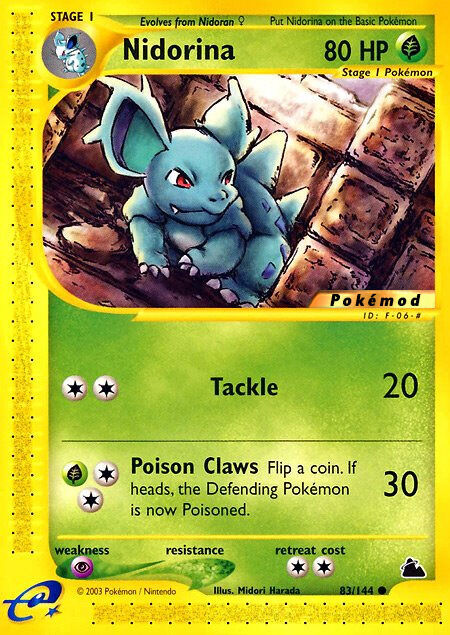 STAGE 1
Evolves from Nidoran ♀
Put Nidorina on the Basic Pokémon
Nidorina
80 HP
Stage 1 Pokémon
Pokémod
ID: F-06-#
Tackle 20
Poison Claws Flip a coin. If
heads, the Defending Pokémon
is now Poisoned.
30
weakness resistance retreat cost
© 2003 Pokémon / Nintendo Illus. Midori Harada 83/144
e